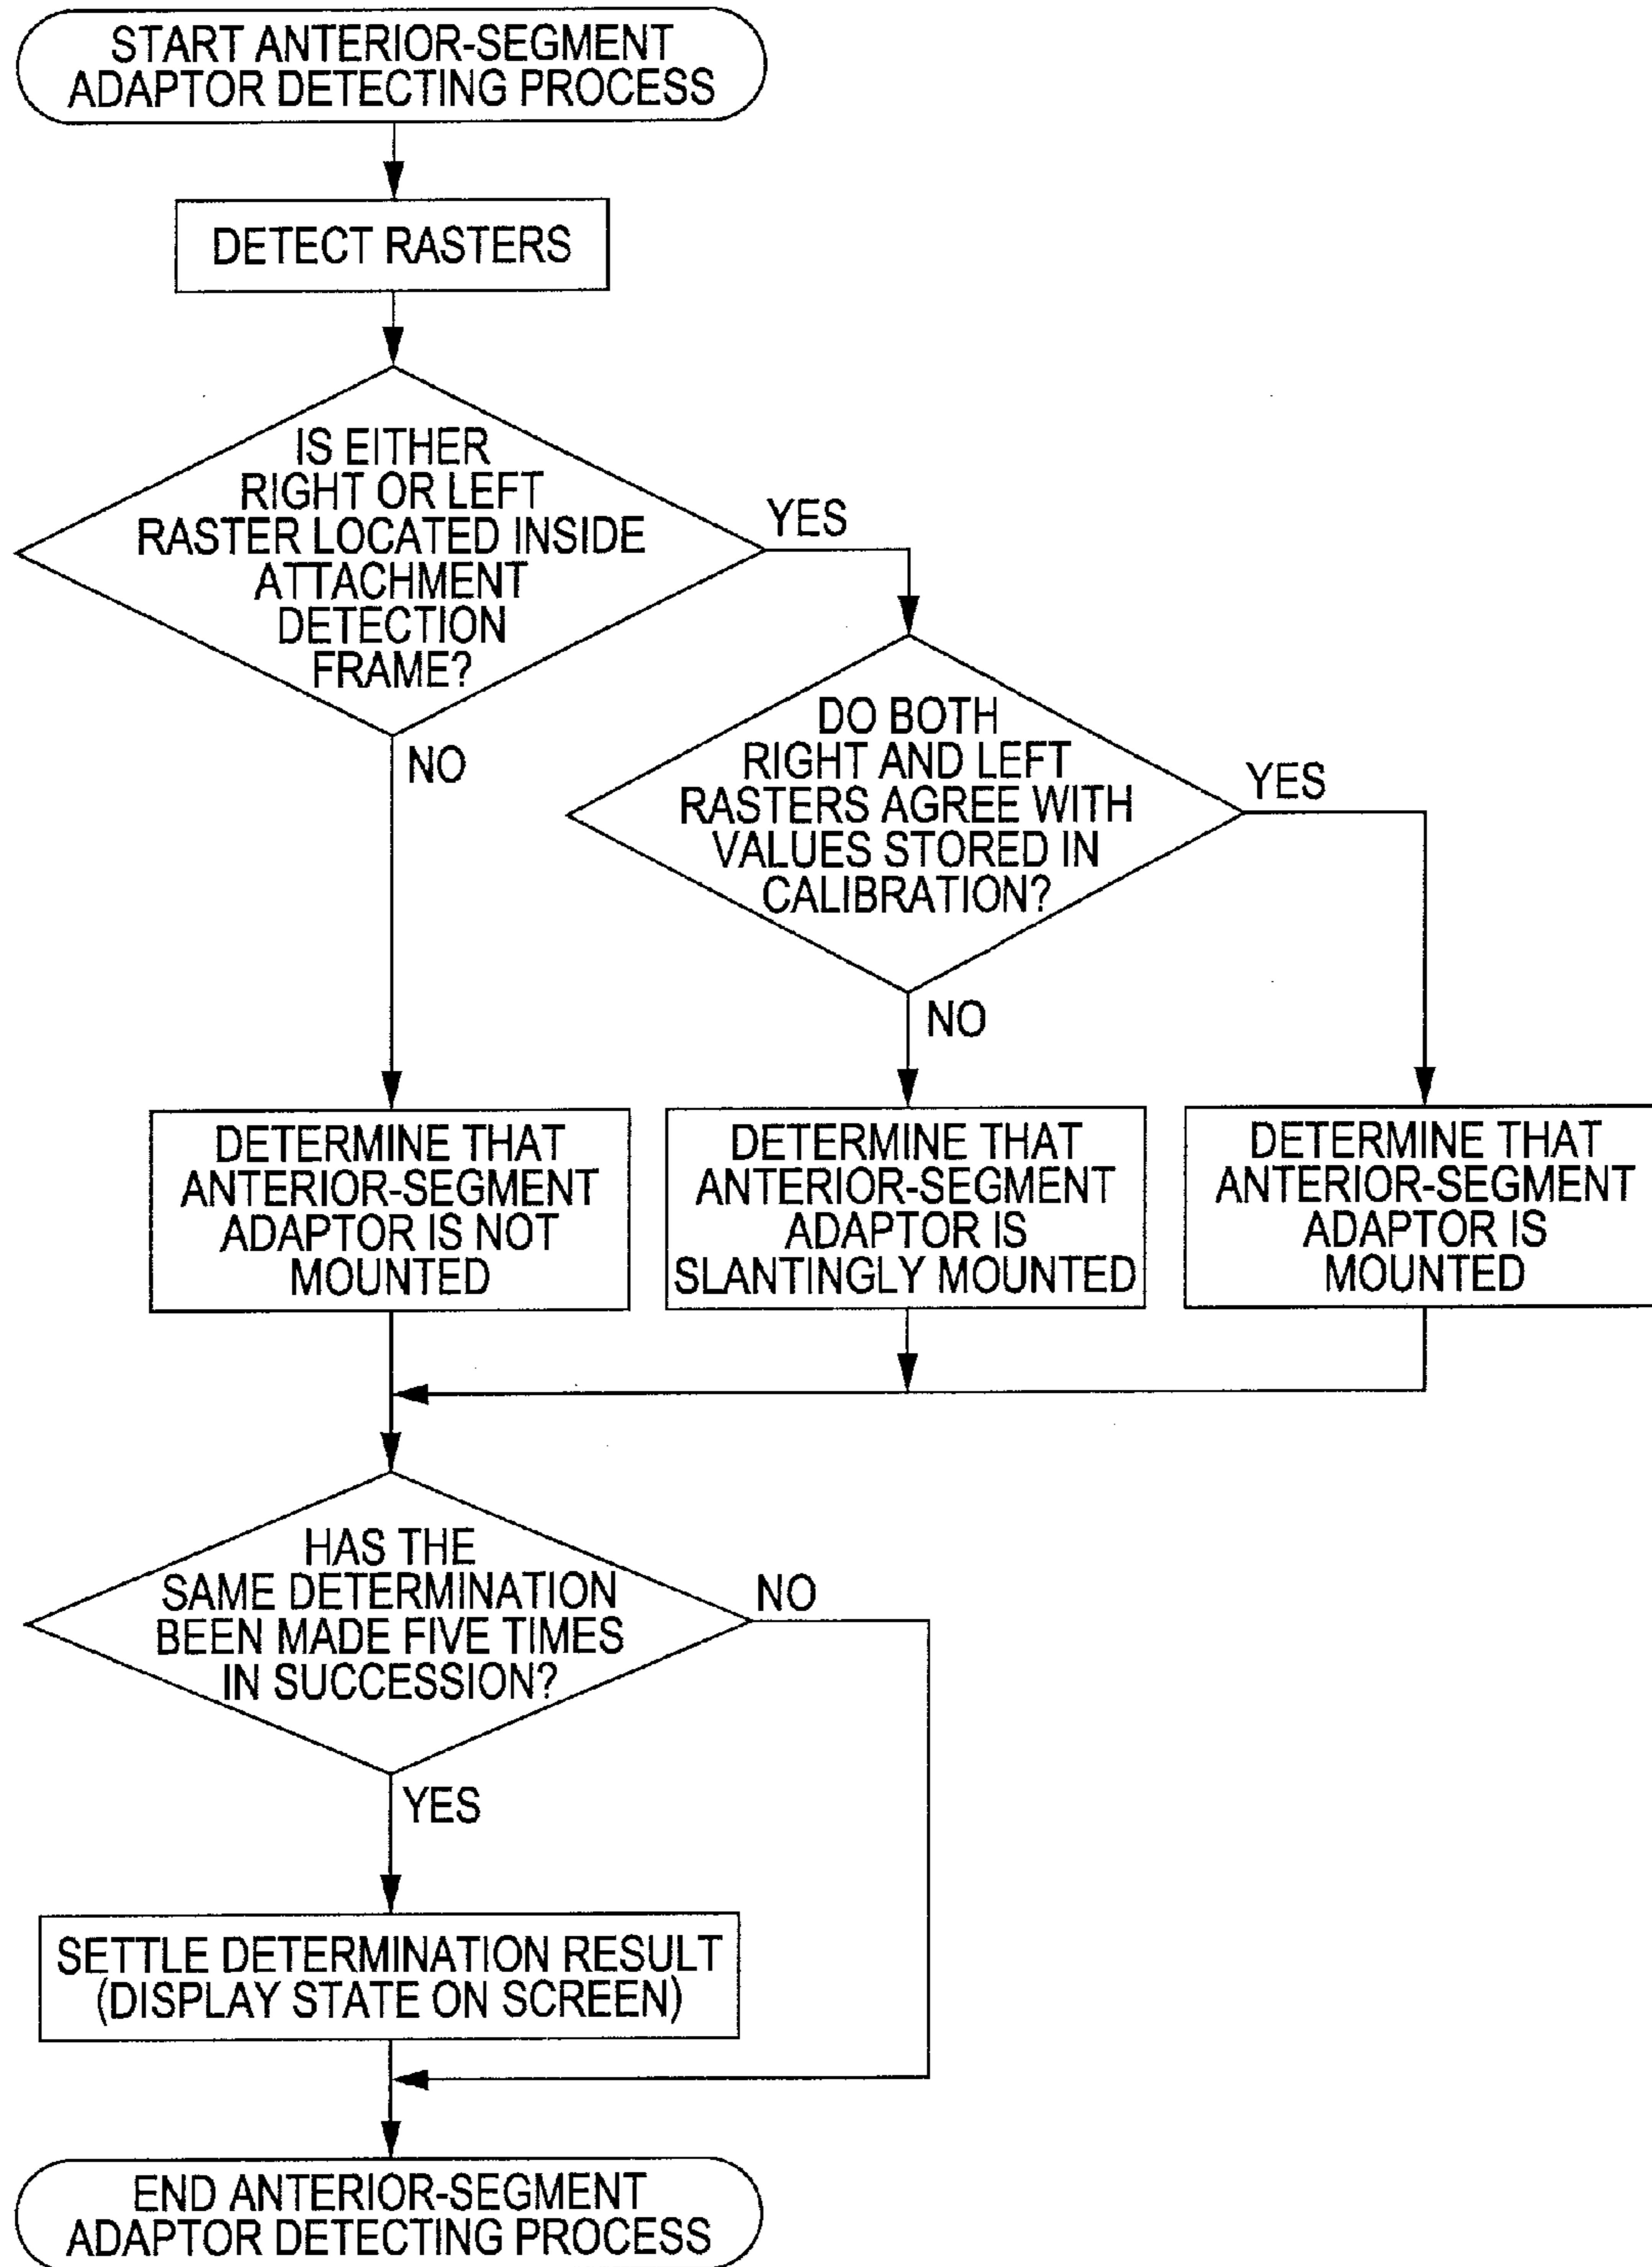 START ANTERIOR-SEGMENT
ADAPTOR DETECTING PROCESS
DETECT RASTERS
IS EITHER
RIGHT OR LEFT
RASTER LOCATED INSIDE
ATTACHMENT
DETECTION
FRAME?
YES
NO
DO BOTH
RIGHT AND LEFT
RASTERS AGREE WITH
VALUES STORED IN
CALIBRATION?
YES
NO
DETERMINE THAT
ANTERIOR-SEGMENT
ADAPTOR IS NOT
MOUNTED
DETERMINE THAT
ANTERIOR-SEGMENT
ADAPTOR IS
SLANTINGLY MOUNTED
DETERMINE THAT
ANTERIOR-SEGMENT
ADAPTOR IS
MOUNTED
HAS THE
SAME DETERMINATION
BEEN MADE FIVE TIMES
IN SUCCESSION?
NO
YES
SETTLE DETERMINATION RESULT
(DISPLAY STATE ON SCREEN)
END ANTERIOR-SEGMENT
ADAPTOR DETECTING PROCESS